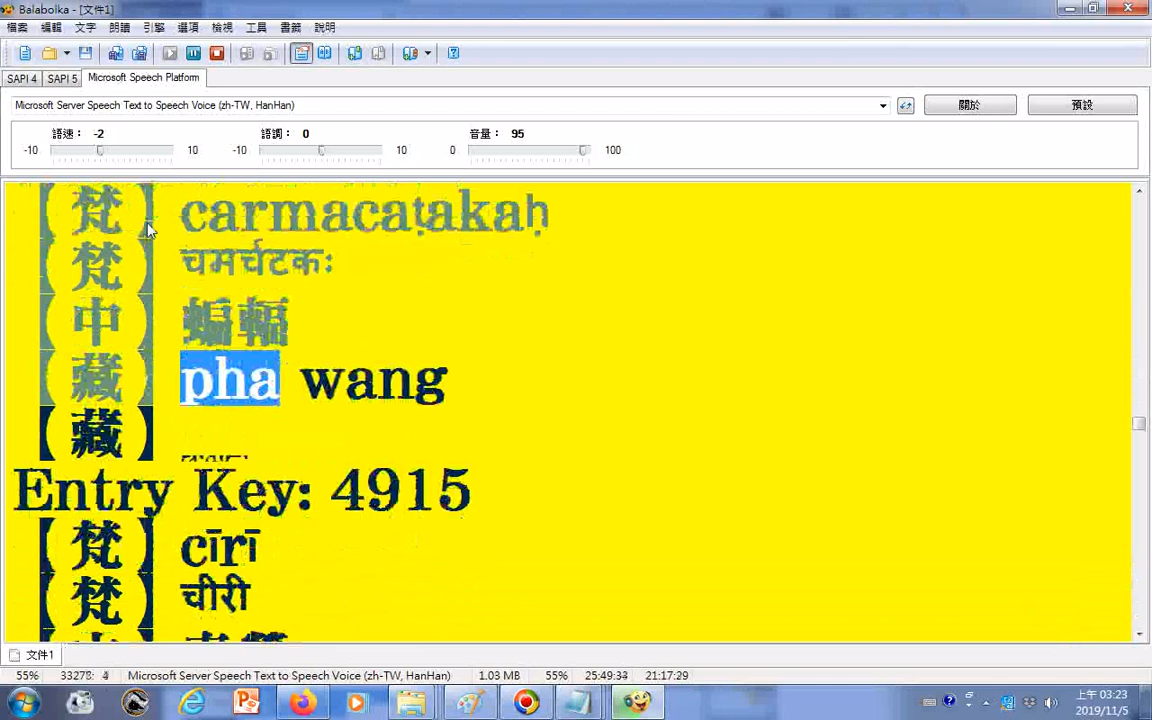 Balabolka - [文件1]
檔案 編輯 文字 朗讀 引擎 選項 檢視 工具 書籤 說明
SAPI 4 SAPI 5 Microsoft Speech Platform
Microsoft Server Speech Text to Speech Voice (zh-TW, HanHan) 關於 預設
語速： -2 語調： 0 音量： 95
-10 10 -10 10 0 100
【梵】 carmacaṭakaḥ
【梵】 चमर्चटकः
【中】 蝙輻
【藏】 pha wang
【藏】
Entry Key: 4915
【梵】 cīrī
【梵】 चीरी
文件1
55% Microsoft Server Speech Text to Speech Voice (zh-TW, HanHan) 1.03 MB 55% 25:49:33 21:17:29
上午 03:23
2019/11/5